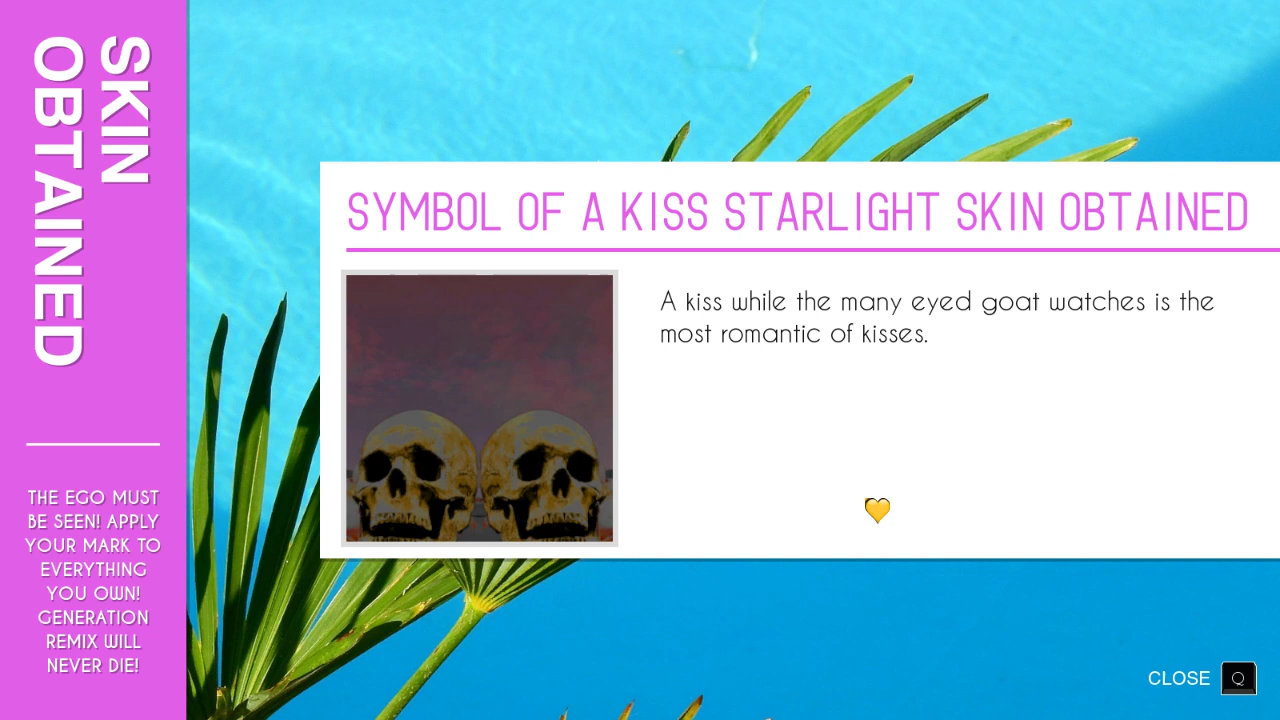 SKIN
OBTAINED
THE EGO MUST
BE SEEN! APPLY
YOUR MARK TO
EVERYTHING
YOU OWN!
GENERATION
REMIX WILL
NEVER DIE!
SYMBOL OF A KISS STARLIGHT SKIN OBTAINED
A kiss while the many eyed goat watches is the
most romantic of kisses.
CLOSE Q